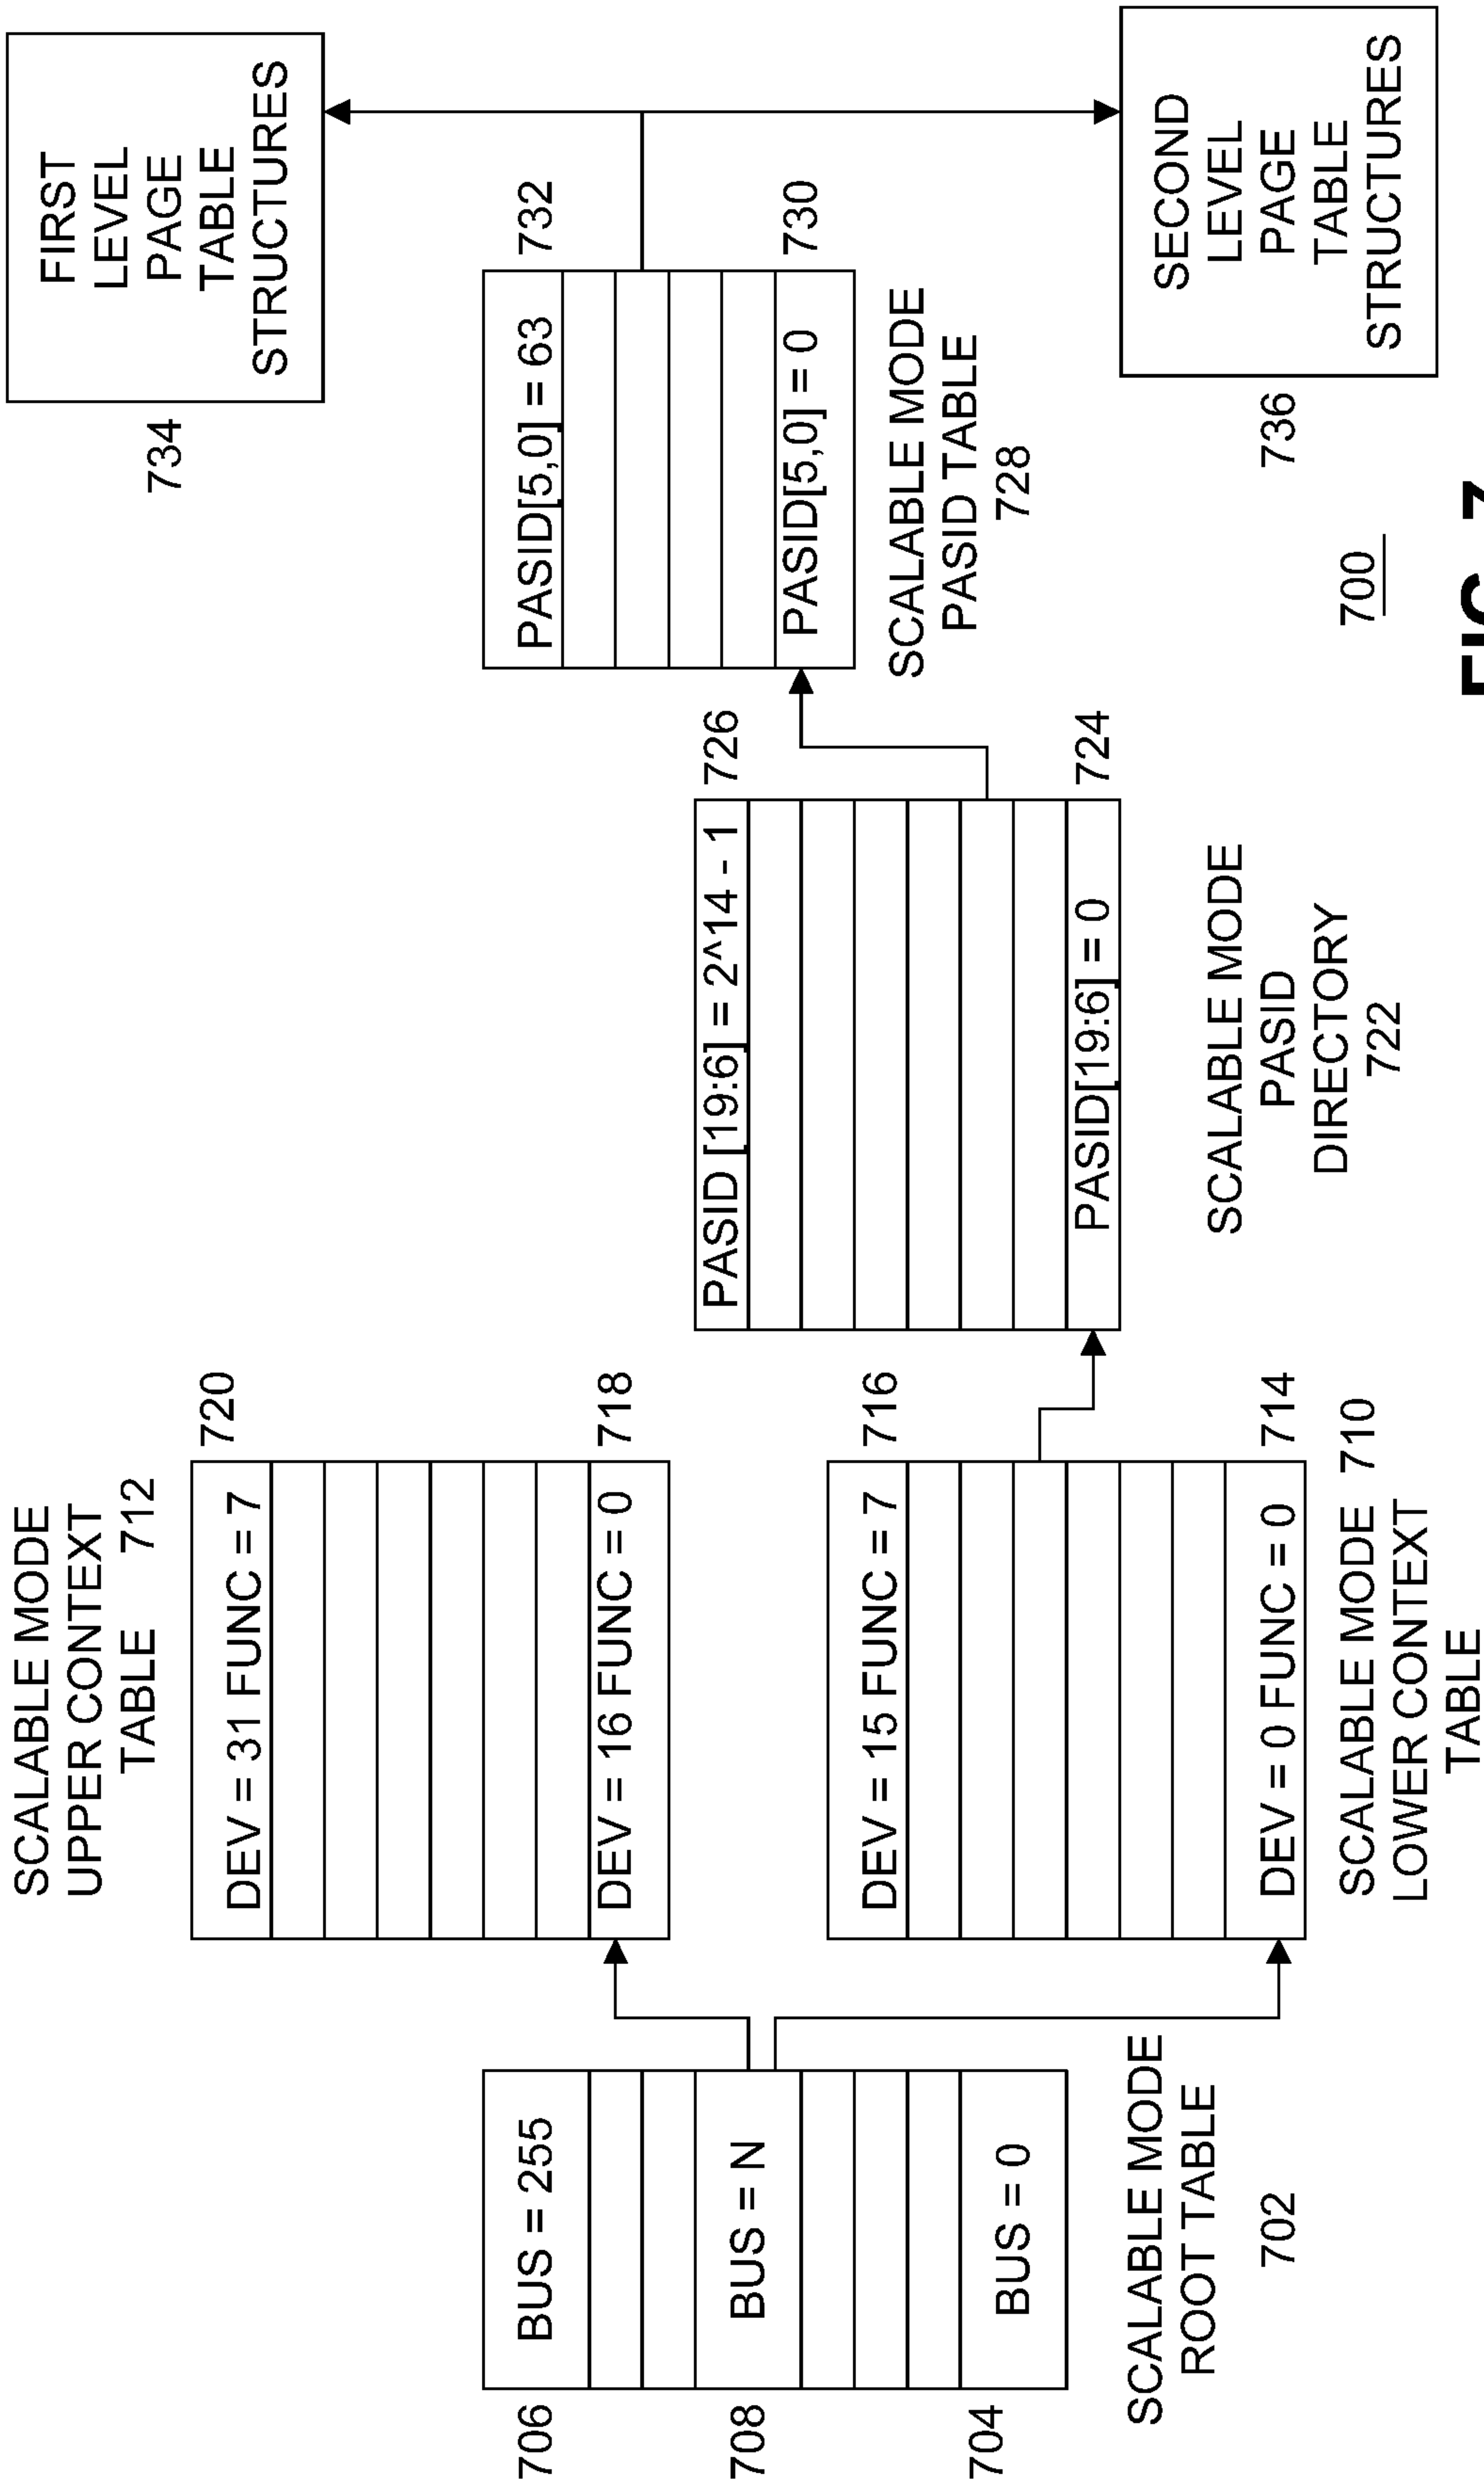 SCALABLE MODE
UPPER CONTEXT
TABLE 712
720
DEV = 31 FUNC = 7
DEV = 16 FUNC = 0
718
706
BUS = 255
708
BUS = N
704
BUS = 0
SCALABLE MODE
ROOT TABLE
702
DEV = 15 FUNC = 7
716
DEV = 0 FUNC = 0
714
SCALABLE MODE 710
LOWER CONTEXT
TABLE
PASID [19:6] = 2^14 - 1
726
PASID[19:6] = 0
724
SCALABLE MODE
PASID
DIRECTORY
722
PASID[5,0] = 63
732
PASID[5,0] = 0
730
SCALABLE MODE
PASID TABLE
728
734
FIRST
LEVEL
PAGE
TABLE
STRUCTURES
736
SECOND
LEVEL
PAGE
TABLE
STRUCTURES
700
FIG. 7